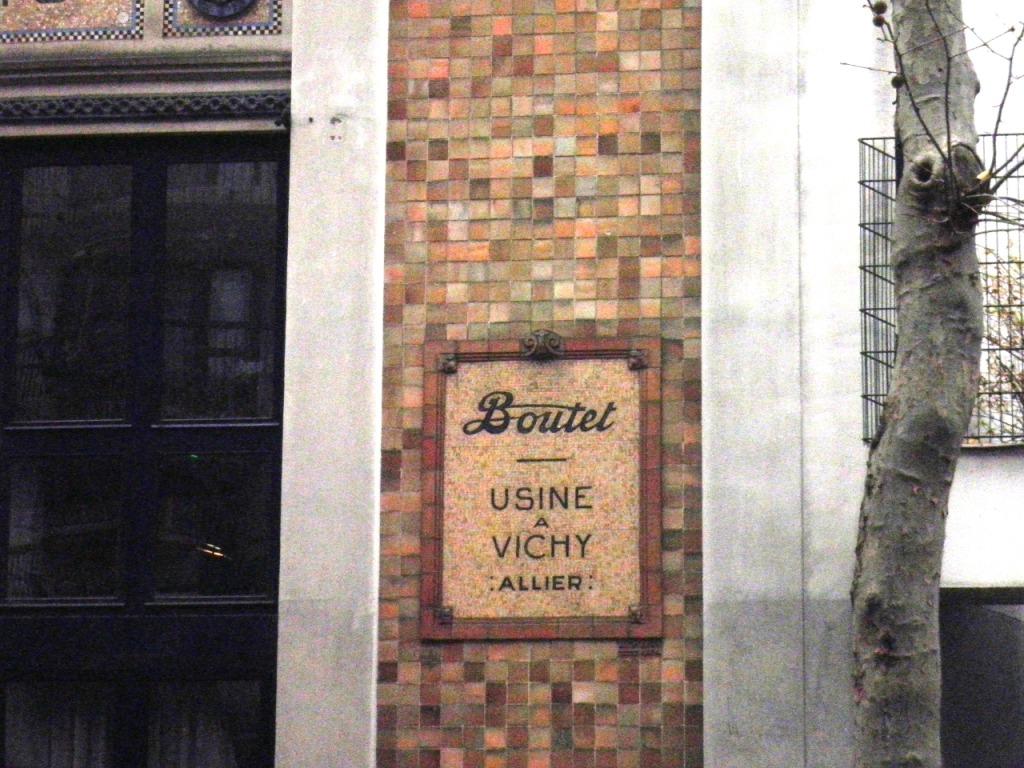 Boutet
USINE
A
VICHY
:ALLIER: